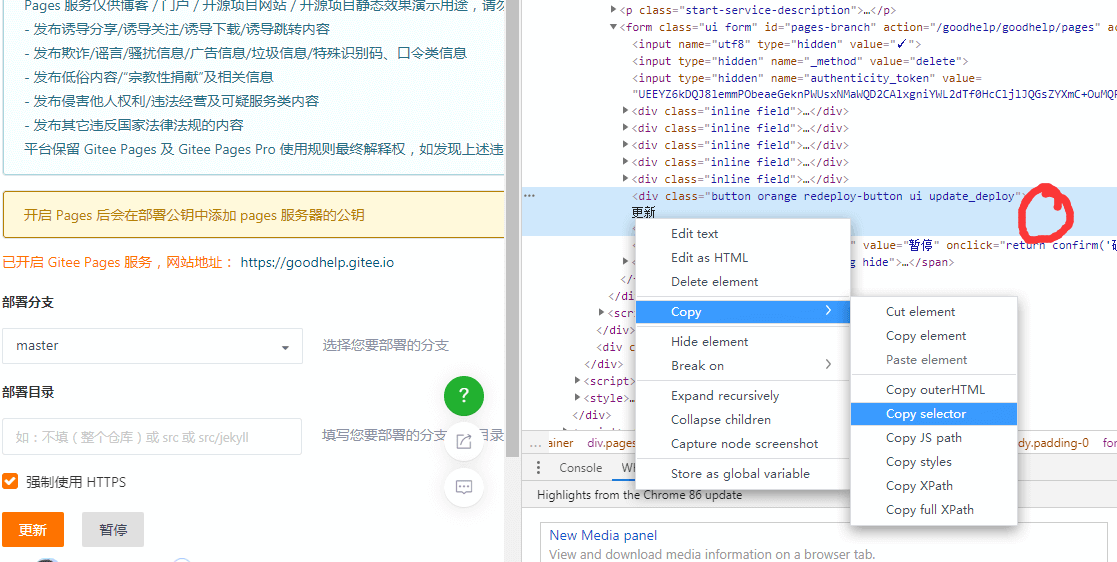 Pages 服务仅供博客 / 门户 / 开源项目网站 / 开源项目静态效果演示用途，请勿
- 发布诱导分享/诱导关注/诱导下载/诱导跳转内容
- 发布欺诈/谣言/骚扰信息/广告信息/垃圾信息/特殊识别码、口令类信息
- 发布低俗内容/“宗教性捐献”及相关信息
- 发布侵害他人权利/违法经营及可疑服务类内容
- 发布其它违反国家法律法规的内容
平台保留 Gitee Pages 及 Gitee Pages Pro 使用规则最终解释权，如发现上述违
开启 Pages 后会在部署公钥中添加 pages 服务器的公钥
已开启 Gitee Pages 服务，网站地址： https://goodhelp.gitee.io
部署分支
master
选择您要部署的分支
部署目录
如：不填（整个仓库）或 src 或 src/jekyll
填写您要部署的分支
目录
强制使用 HTTPS
更新
暂停
?
<p class="start-service-description">…</p>
<form class="ui form" id="pages-branch" action="/goodhelp/goodhelp/pages" ac
<input name="utf8" type="hidden" value="✓">
<input type="hidden" name="_method" value="delete">
<input type="hidden" name="authenticity_token" value=
<div class="inline field">…</div>
<div class="inline field">…</div>
<div class="inline field">…</div>
<div class="inline field">…</div>
<div class="inline field">…</div>
<div class="button orange redeploy-button ui update_deploy">
更新
" value="暂停" onclick="return confirm('
g hide">…</span>
</di
<scr
</div>
<div c
</div>
<script>
<style>…
</div>
Edit text
Edit as HTML
Delete element
Copy
Hide element
Break on
Expand recursively
Collapse children
Capture node screenshot
Store as global variable
Cut element
Copy element
Paste element
Copy outerHTML
Copy selector
Copy JS path
Copy styles
Copy XPath
Copy full XPath
… ainer div.pages
dy.padding-0 for
Console Wh
Highlights from the Chrome 86 update
New Media panel
View and download media information on a browser tab.